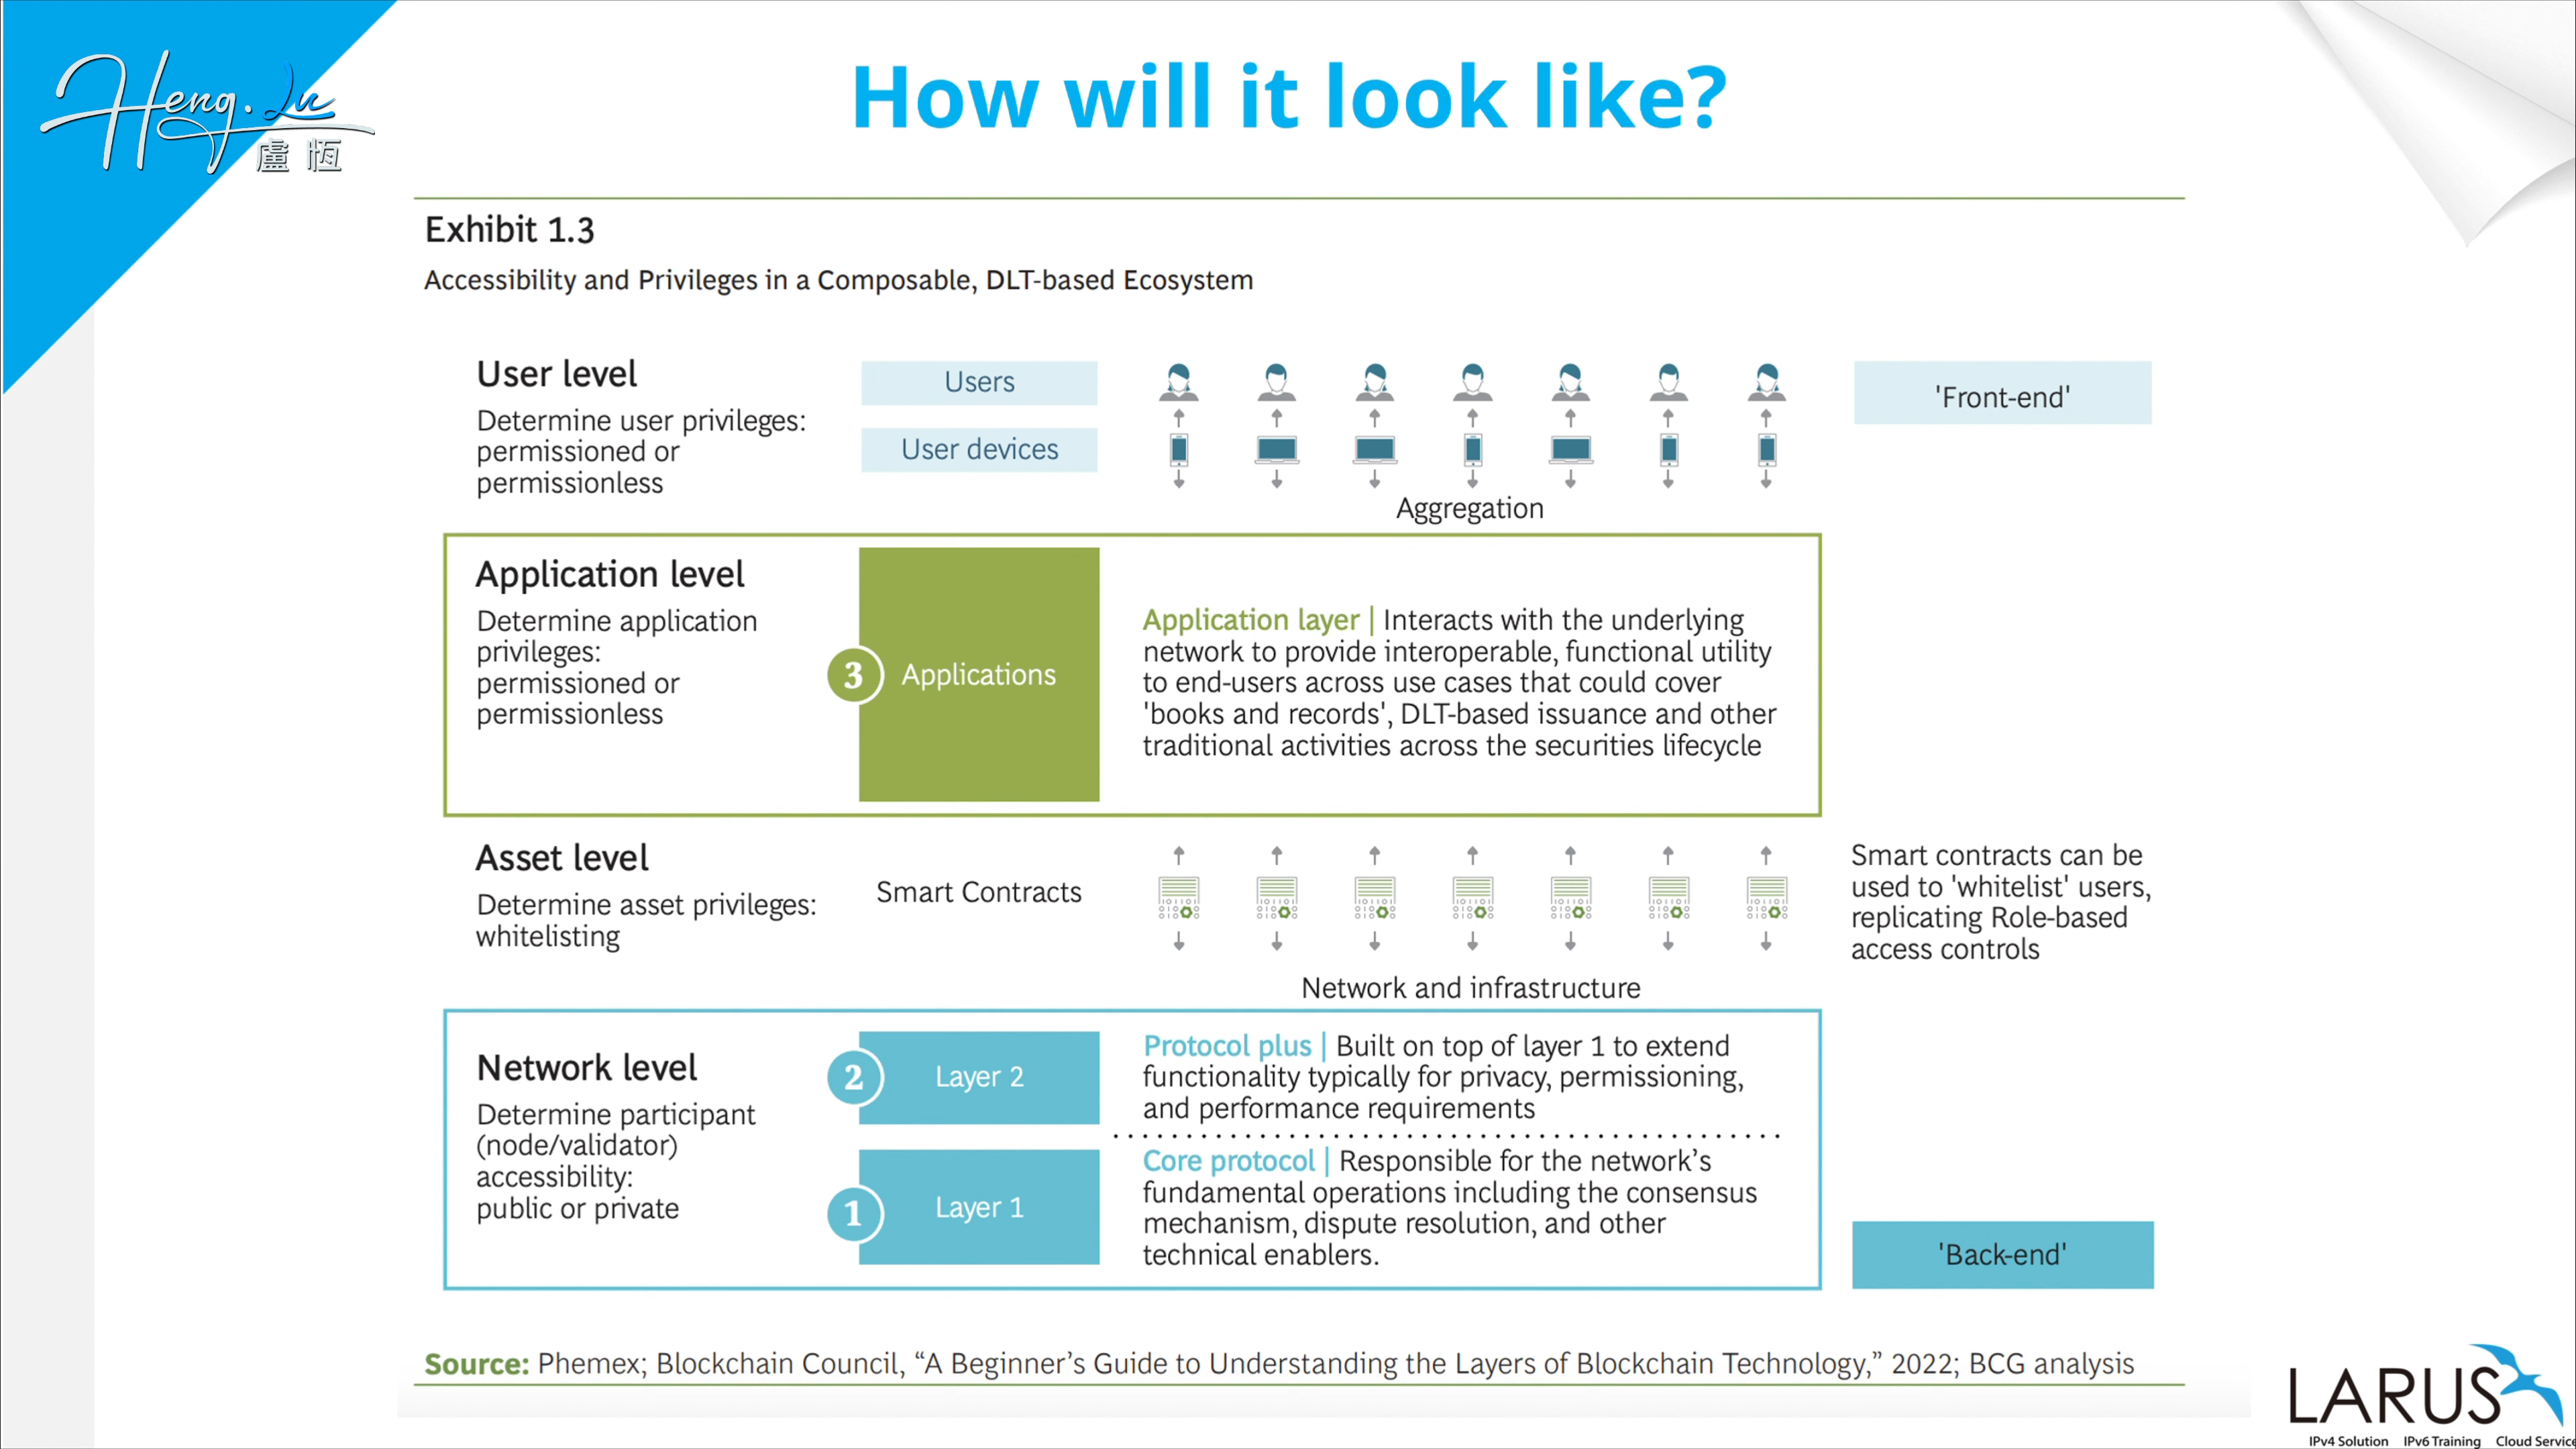 Heng.Lu
盧恆
How will it look like?
Exhibit 1.3
Accessibility and Privileges in a Composable, DLT-based Ecosystem
User level
Determine user privileges:
permissioned or
permissionless
Users
User devices
'Front-end'
Aggregation
Application level
Determine application
privileges:
permissioned or
permissionless
3
Applications
Application layer | Interacts with the underlying
network to provide interoperable, functional utility
to end-users across use cases that could cover
'books and records', DLT-based issuance and other
traditional activities across the securities lifecycle
Asset level
Determine asset privileges:
whitelisting
Smart Contracts
Smart contracts can be
used to 'whitelist' users,
replicating Role-based
access controls
Network and infrastructure
Network level
Determine participant
(node/validator)
accessibility:
public or private
2
Layer 2
Protocol plus | Built on top of layer 1 to extend
functionality typically for privacy, permissioning,
and performance requirements
1
Layer 1
Core protocol | Responsible for the network’s
fundamental operations including the consensus
mechanism, dispute resolution, and other
technical enablers.
'Back-end'
Source: Phemex; Blockchain Council, “A Beginner’s Guide to Understanding the Layers of Blockchain Technology,” 2022; BCG analysis
LARUS
IPv4 Solution IPv6 Training Cloud Servic